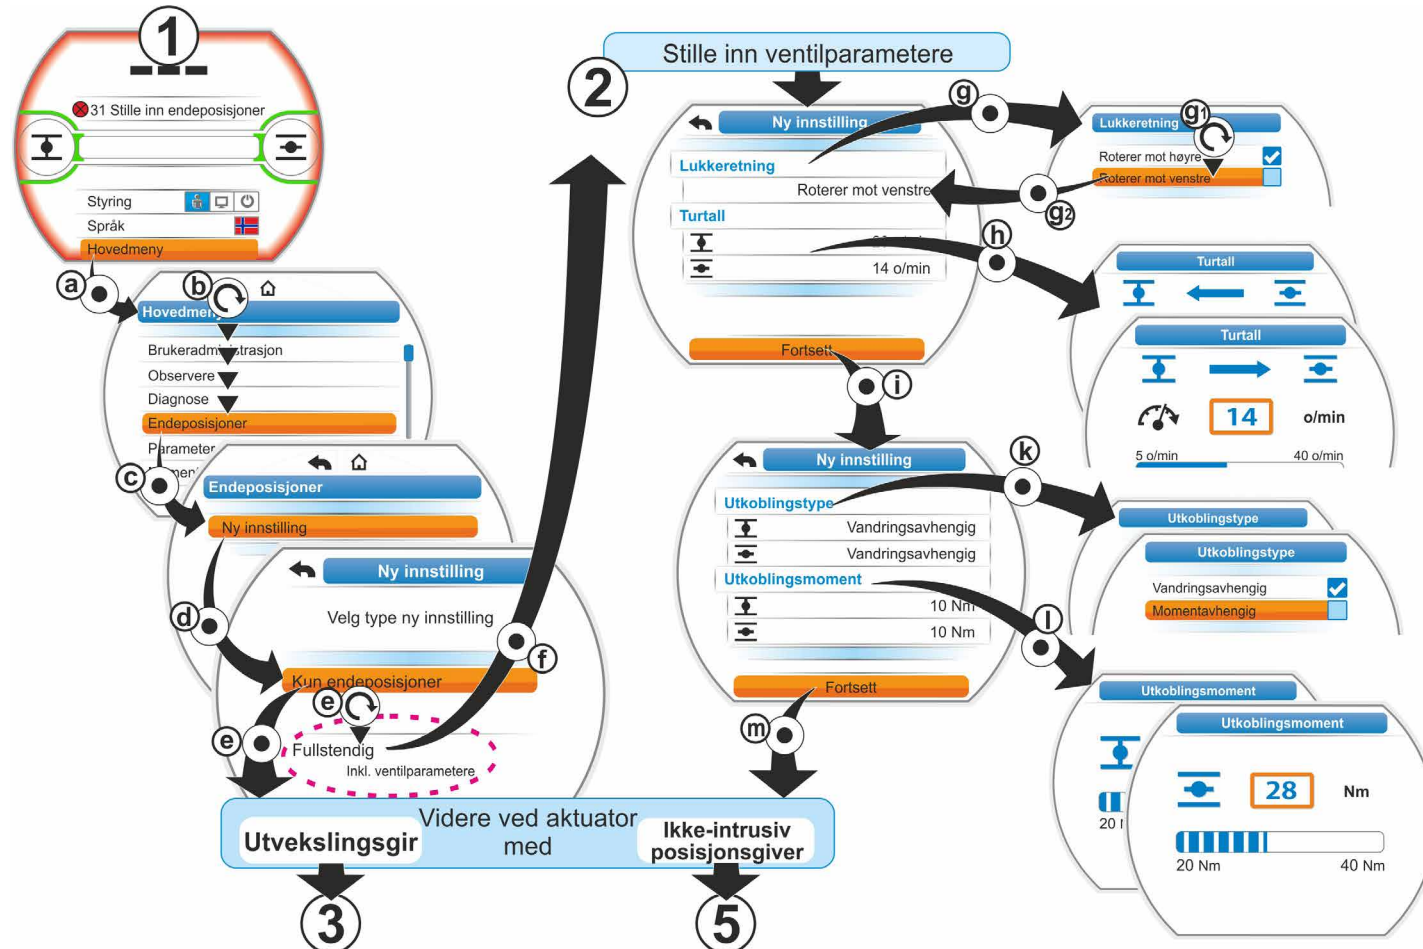 1
31 Stille inn endeposisjoner
Styring
Språk
Hovedmeny
a
b
Hovedmeny
Brukeradministrasjon
Observere
Diagnose
Endeposisjoner
Parameter
c
Endeposisjoner
Ny innstilling
d
Ny innstilling
Velg type ny innstilling
Kun endeposisjoner
e
e
f
Fullstendig
Inkl. ventilparametere
2
Stille inn ventilparametere
Ny innstilling
Lukkeretning
Roterer mot venstre
Turtall
14 o/min
Fortsett
g
g1
Lukkeretning
Roterer mot høyre
Roterer mot venstre
g2
h
Turtall
Turtall
14 o/min
5 o/min 40 o/min
i
Ny innstilling
Utkoblingstype
Vandringsavhengig
Vandringsavhengig
Utkoblingsmoment
10 Nm
10 Nm
Fortsett
k
Utkoblingstype
Utkoblingstype
Vandringsavhengig
Momentavhengig
l
Utkoblingsmoment
Utkoblingsmoment
28 Nm
20 Nm 40 Nm
m
Videre ved aktuator
med
Utvekslingsgir
Ikke-intrusiv
posisjonsgiver
3
5